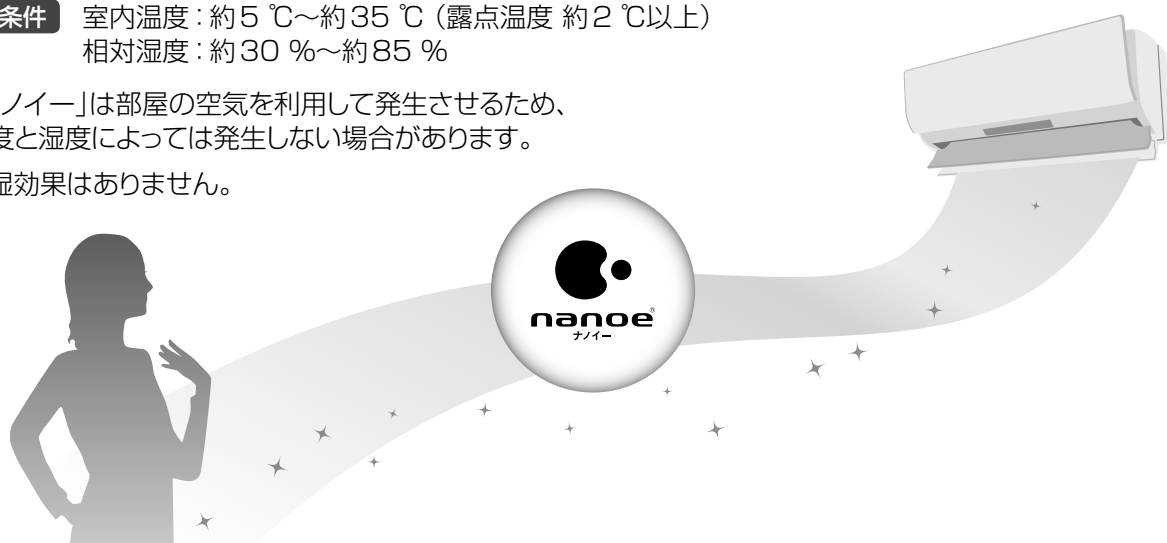 条件 室内温度：約5 ℃～約35 ℃（露点温度 約2 ℃以上）
相対湿度：約30 %～約85 %
ノイー」は部屋の空気を利用して発生させるため、
度と湿度によっては発生しない場合があります。
湿効果はありません。
nanoe®
ナノイー